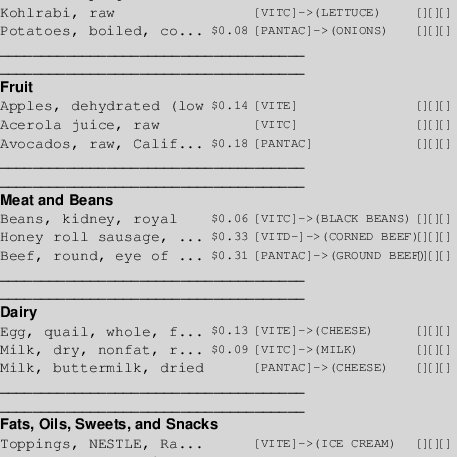 Kohlrabi, raw [VITC]->(LETTUCE) [][][]
Potatoes, boiled, co... $0.08 [PANTAC]->(ONIONS) [][][]
Fruit
Apples, dehydrated (low $0.14 [VITE] [][][]
Acerola juice, raw [VITC] [][][]
Avocados, raw, Calif... $0.18 [PANTAC] [][][]
Meat and Beans
Beans, kidney, royal $0.06 [VITC]->(BLACK BEANS) [][][]
Honey roll sausage, ... $0.33 [VITD-]->(CORNED BEEF) [][][]
Beef, round, eye of ... $0.31 [PANTAC]->(GROUND BEEF) [][][]
Dairy
Egg, quail, whole, f... $0.13 [VITE]->(CHEESE) [][][]
Milk, dry, nonfat, r... $0.09 [VITC]->(MILK) [][][]
Milk, buttermilk, dried [PANTAC]->(CHEESE) [][][]
Fats, Oils, Sweets, and Snacks
Toppings, NESTLE, Ra... [VITE]->(ICE CREAM) [][][]